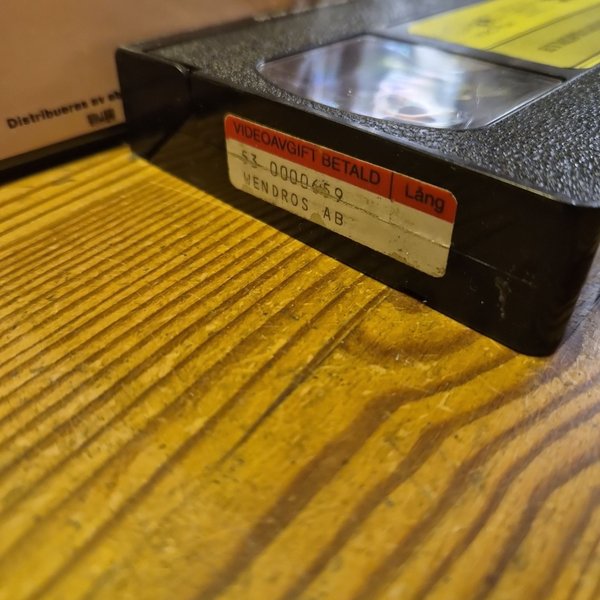 Distribueras av
VIDEOAVGIFT BETALD | Lång
53 0000659
WENDROS AB